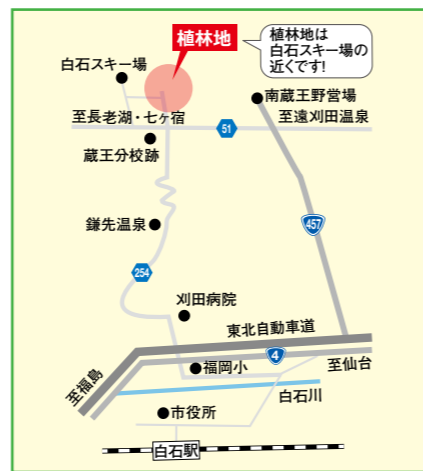 植林地
植林地は
白石スキー場の
近くです!
白石スキー場
南蔵王野営場
至長老湖・七ヶ宿
至遠刈田温泉
51
蔵王分校跡
鎌先温泉
457
254
刈田病院
東北自動車道
4
福岡小
至仙台
至福島
白石川
市役所
白石駅